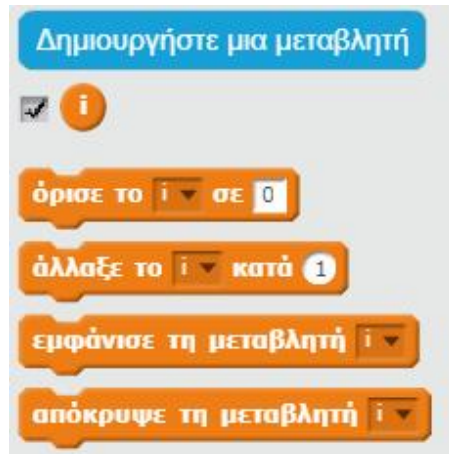 Δημιουργήστε μια μεταβλητή
i
όρισε το i σε 0
άλλαξε το i κατά 1
εμφάνισε τη μεταβλητή i
απόκρυψε τη μεταβλητή i